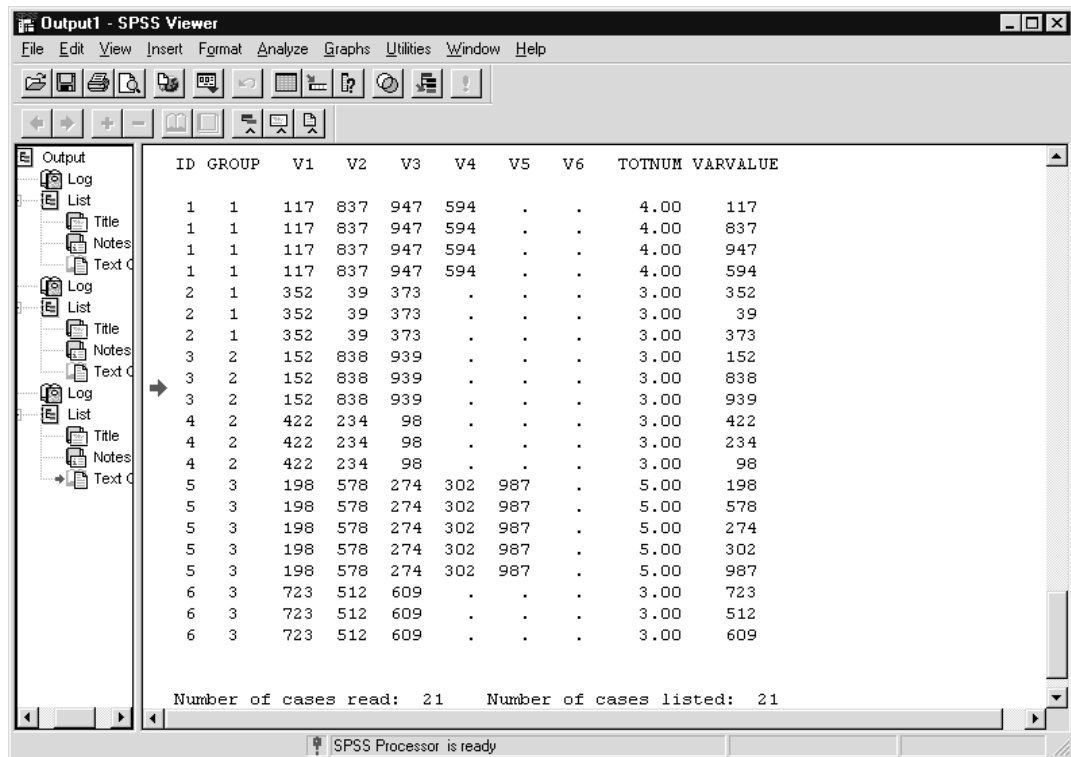 Output1 - SPSS Viewer
File Edit View Insert Format Analyze Graphs Utilities Window Help
Output
Log
List
Title
Notes
Text
Log
List
Title
Notes
Text
Log
List
Title
Notes
Text
ID GROUP V1 V2 V3 V4 V5 V6 TOTNUM VARVALUE
1 1 117 837 947 594 . . 4.00 117
1 1 117 837 947 594 . . 4.00 837
1 1 117 837 947 594 . . 4.00 947
1 1 117 837 947 594 . . 4.00 594
2 1 352 39 373 . . . 3.00 352
2 1 352 39 373 . . . 3.00 39
2 1 352 39 373 . . . 3.00 373
3 2 152 838 939 . . . 3.00 152
3 2 152 838 939 . . . 3.00 838
3 2 152 838 939 . . . 3.00 939
4 2 422 234 98 . . . 3.00 422
4 2 422 234 98 . . . 3.00 234
4 2 422 234 98 . . . 3.00 98
5 3 198 578 274 302 987 . 5.00 198
5 3 198 578 274 302 987 . 5.00 578
5 3 198 578 274 302 987 . 5.00 274
5 3 198 578 274 302 987 . 5.00 302
5 3 198 578 274 302 987 . 5.00 987
6 3 723 512 609 . . . 3.00 723
6 3 723 512 609 . . . 3.00 512
6 3 723 512 609 . . . 3.00 609
Number of cases read: 21 Number of cases listed: 21
SPSS Processor is ready